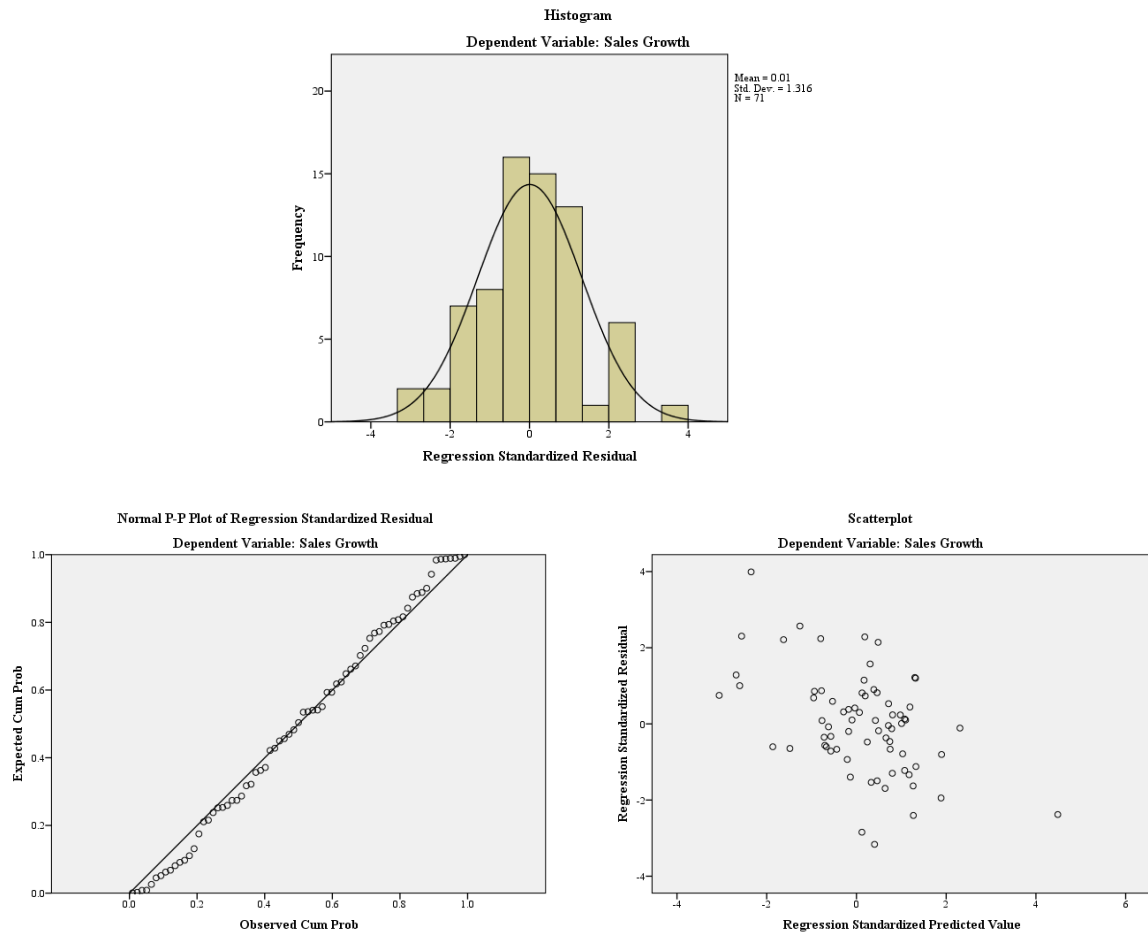 Histogram
Dependent Variable: Sales Growth
Mean = 0.01
Std. Dev. = 1.316
N = 71
20
15
10
5
0
Frequency
-4 -2 0 2 4
Regression Standardized Residual
Normal P-P Plot of Regression Standardized Residual
Dependent Variable: Sales Growth
1.0
0.8
0.6
0.4
0.2
0.0
Expected Cum Prob
0.0 0.2 0.4 0.6 0.8 1.0
Observed Cum Prob
Scatterplot
Dependent Variable: Sales Growth
4
2
0
-2
-4
Regression Standardized Residual
-4 -2 0 2 4 6
Regression Standardized Predicted Value